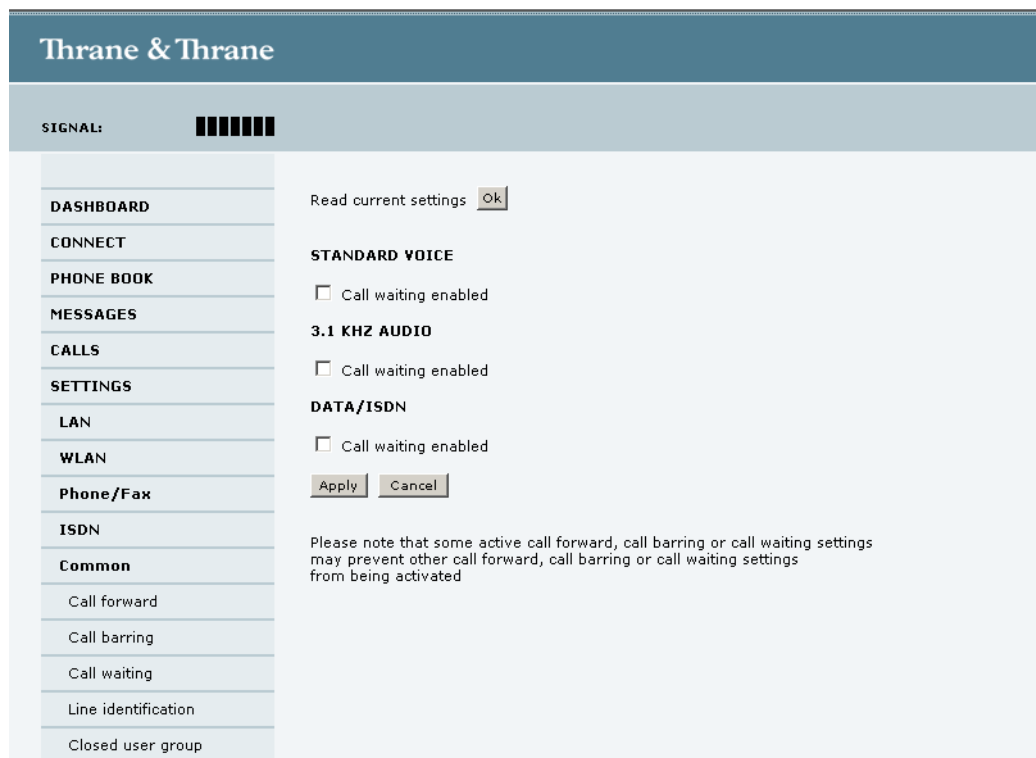 Thrane & Thrane
SIGNAL:
DASHBOARD
CONNECT
PHONE BOOK
MESSAGES
CALLS
SETTINGS
LAN
WLAN
Phone/Fax
ISDN
Common
Call forward
Call barring
Call waiting
Line identification
Closed user group
Read current settings Ok
STANDARD VOICE
Call waiting enabled
3.1 KHZ AUDIO
Call waiting enabled
DATA/ISDN
Call waiting enabled
Apply Cancel
Please note that some active call forward, call barring or call waiting settings
may prevent other call forward, call barring or call waiting settings
from being activated